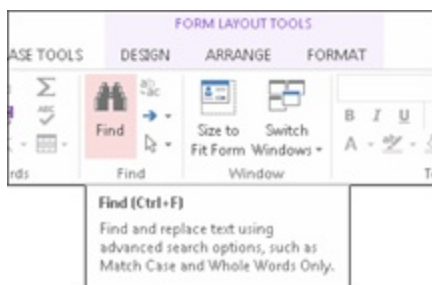 FORM LAYOUT TOOLS
ASE TOOLS DESIGN ARRANGE FORMAT
Find
Size to Fit Form
Switch Windows
B I U
A
rds Find Window
Find (Ctrl+F)
Find and replace text using
advanced search options, such as
Match Case and Whole Words Only.